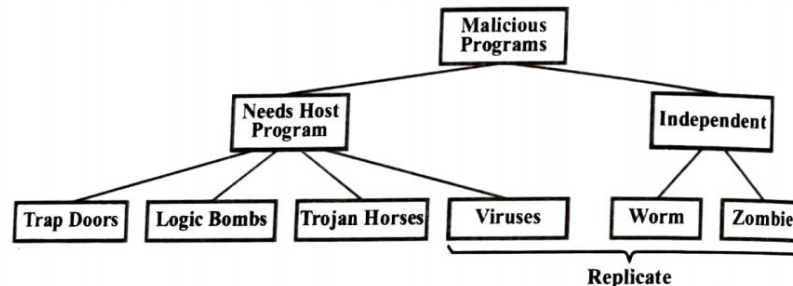 Malicious
Programs
Needs Host
Program
Independent
Trap Doors
Logic Bombs
Trojan Horses
Viruses
Worm
Zombie
Replicate